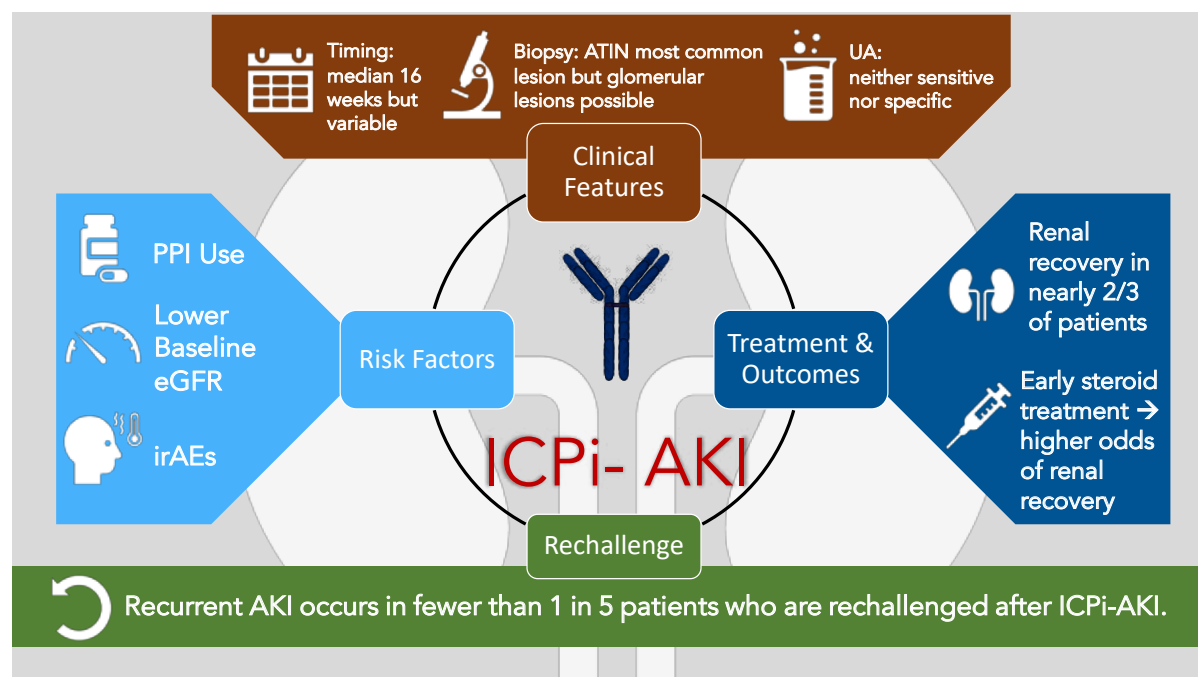 Timing:
median 16
weeks but
variable
Biopsy: ATIN most common
lesion but glomerular
lesions possible
UA:
neither sensitive
nor specific
Clinical
Features
PPI Use
Lower
Baseline
eGFR
irAEs
Risk Factors
Treatment &
Outcomes
Renal
recovery in
nearly 2/3
of patients
Early steroid
treatment →
higher odds
of renal
recovery
ICPi- AKI
Rechallenge
Recurrent AKI occurs in fewer than 1 in 5 patients who are rechallenged after ICPi-AKI.